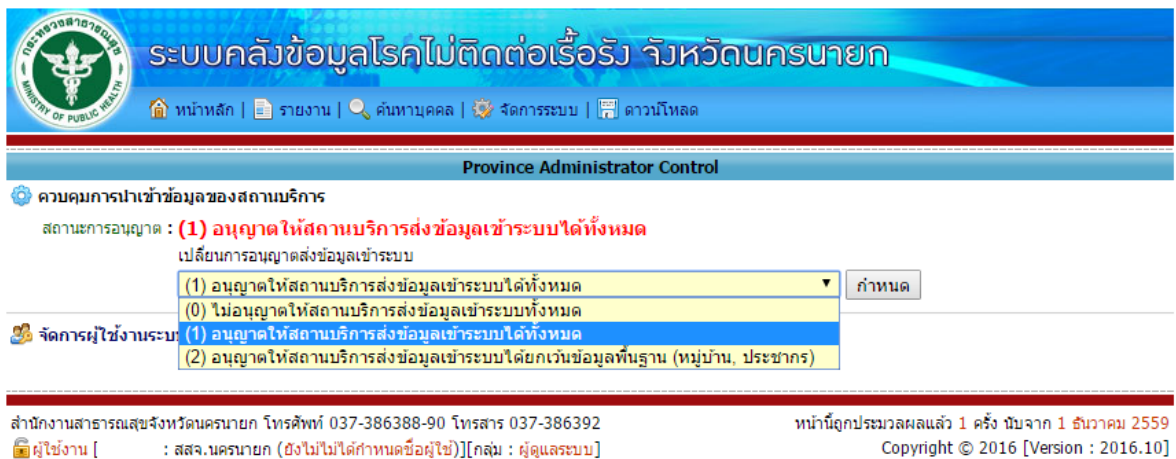 กระทรวงสาธารณสุข
MINISTRY OF PUBLIC HEALTH
ระบบคลังข้อมูลโรคไม่ติดต่อเรื้อรัง จังหวัดนครนายก
หน้าหลัก | รายงาน | ค้นหาบุคคล | จัดการระบบ | ดาวน์โหลด
Province Administrator Control
ควบคุมการนำเข้าข้อมูลของสถานบริการ
สถานะการอนุญาต : (1) อนุญาตให้สถานบริการส่งข้อมูลเข้าระบบได้ทั้งหมด
เปลี่ยนการอนุญาตส่งข้อมูลเข้าระบบ
(1) อนุญาตให้สถานบริการส่งข้อมูลเข้าระบบได้ทั้งหมด กำหนด
(0) ไม่อนุญาตให้สถานบริการส่งข้อมูลเข้าระบบทั้งหมด
จัดการผู้ใช้งานระบบ (1) อนุญาตให้สถานบริการส่งข้อมูลเข้าระบบได้ทั้งหมด
(2) อนุญาตให้สถานบริการส่งข้อมูลเข้าระบบได้ยกเว้นข้อมูลพื้นฐาน (หมู่บ้าน, ประชากร)
สำนักงานสาธารณสุขจังหวัดนครนายก โทรศัพท์ 037-386388-90 โทรสาร 037-386392 หน้านี้ถูกประมวลผลแล้ว 1 ครั้ง นับจาก 1 ธันวาคม 2559
ผู้ใช้งาน [ : สสจ.นครนายก (ยังไม่ไม่ได้กำหนดชื่อผู้ใช้)][กลุ่ม : ผู้ดูแลระบบ] Copyright © 2016 [Version : 2016.10]